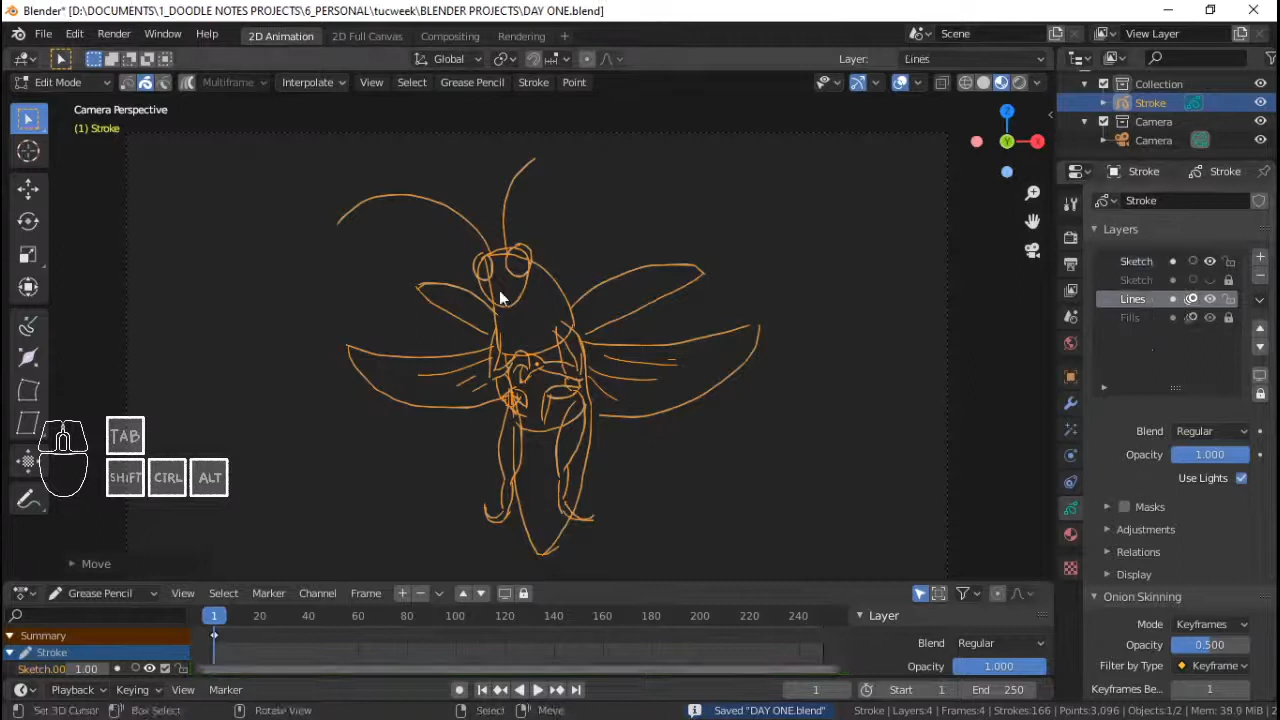 Blender* [D:\DOCUMENTS\1_DOODLE NOTES PROJECTS\6_PERSONAL\tucweek\BLENDER PROJECTS\DAY ONE.blend]
File Edit Render Window Help 2D Animation 2D Full Canvas Compositing Rendering + Scene View Layer
Global Layer: Lines
Edit Mode Multiframe Interpolate View Select Grease Pencil Stroke Point
Collection
Stroke
Camera
Camera
Camera Perspective
(1) Stroke
Z
Y
X
Stroke Stroke
Stroke
Layers
Sketch
Sketch
Lines
Fills
Blend Regular
Opacity 1.000
Use Lights
Masks
Adjustments
Relations
Display
Onion Skinning
Mode Keyframes
Opacity 0.500
Filter by Type Keyframe
Keyframes Be... 1
TAB
SHIFT CTRL ALT
Move
Grease Pencil View Select Marker Channel Frame
1 20 40 60 80 100 120 140 160 180 200 220 240
Layer
Summary
Stroke
Sketch.00 1.00
Blend Regular
Opacity 1.000
Playback Keying View Marker 1 Start 1 End 250
Set 3D Cursor Box Select Rotate View Select Move Saved "DAY ONE.blend" Stroke | Layers:4 | Frames:4 | Strokes:166 | Points:3,096 | Objects:1/2 | Mem: 39.9 MiB | 2